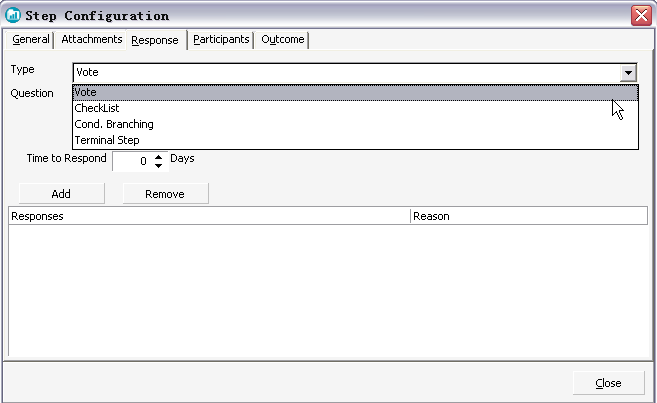 Step Configuration
General Attachments Response Participants Outcome
Type Vote
Question Vote
CheckList
Cond. Branching
Terminal Step
Time to Respond 0 Days
Add Remove
Responses Reason
Close